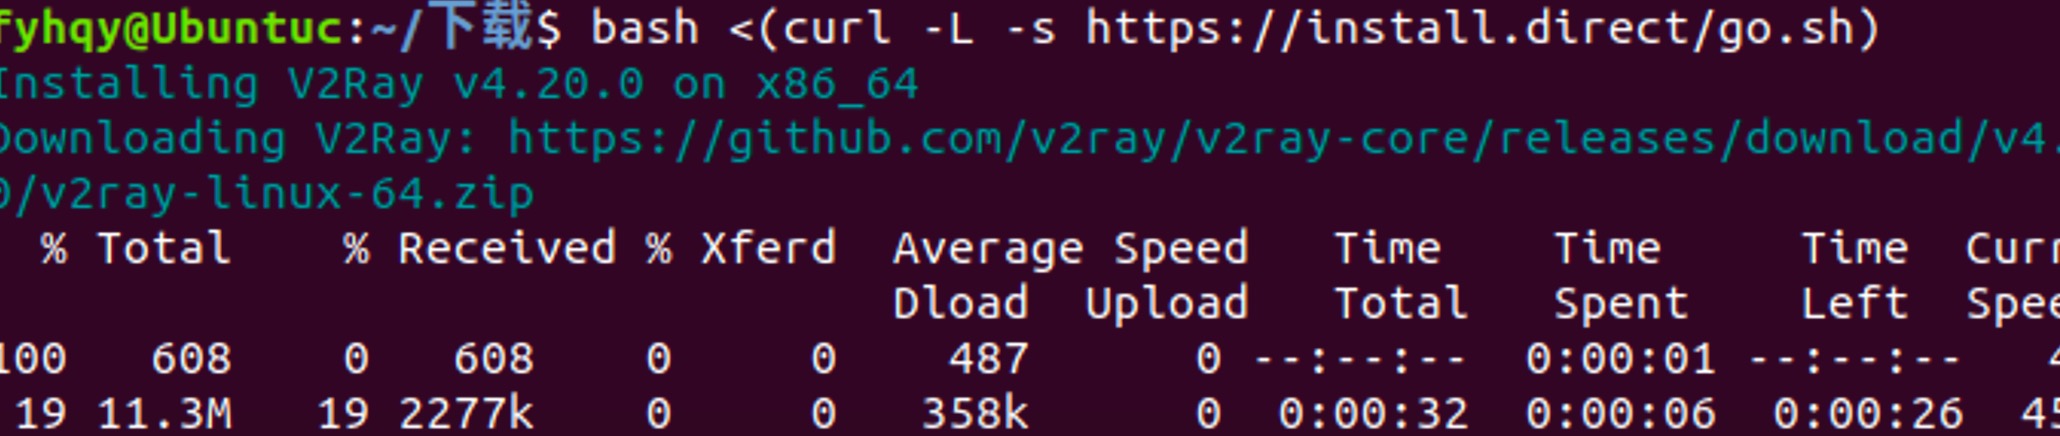 fyhqy@Ubuntuc:~/下载$ bash <(curl -L -s https://install.direct/go.sh)
Installing V2Ray v4.20.0 on x86_64
Downloading V2Ray: https://github.com/v2ray/v2ray-core/releases/download/v4.
0/v2ray-linux-64.zip
% Total % Received % Xferd Average Speed Time Time Time Curr
Dload Upload Total Spent Left Spee
100 608 0 608 0 0 487 0 --:--:-- 0:00:01 --:--:-- 4
19 11.3M 19 2277k 0 0 358k 0 0:00:32 0:00:06 0:00:26 45